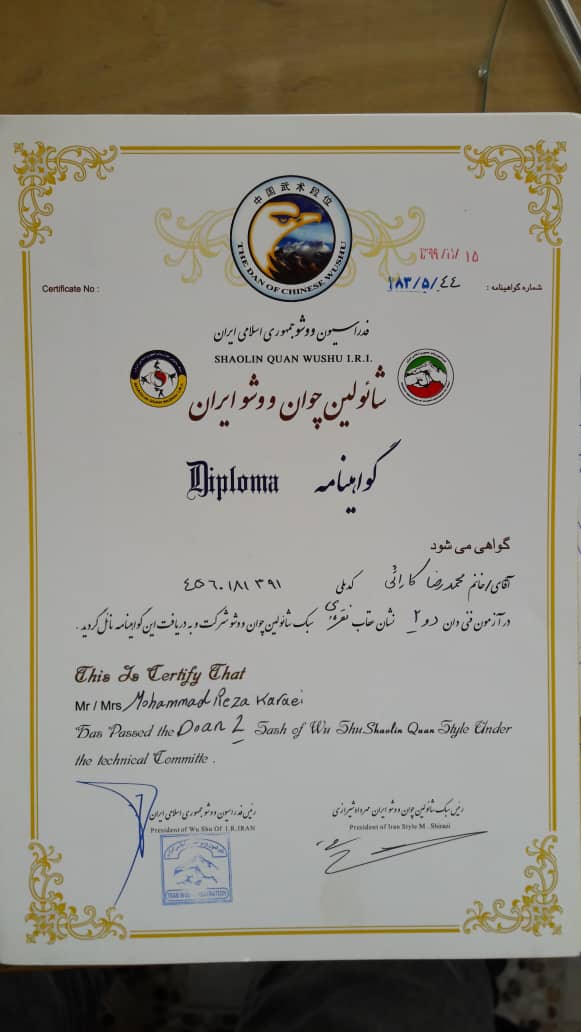 中国武术段位
THE DAN OF CHINESE WUSHU
۱۳۹۹/۱۱/۱۵
Certificate No :
شماره گواهینامه : ۱۸۳/۵/۴۴
فدراسیون ووشو جمهوری اسلامی ایران
SHAOLIN QUAN WUSHU I.R.I.
شائولین چوان ووشو ایران
Diploma گواهینامه
گواهی می شود
آقای/خانم محمدرضا کارائی کدملی ۴۵۶۰۱۸۱۳۹۱
در آزمون فنی دان دو ۲ نشان عقاب نقره‌ی سبک شائولین چوان ووشو شرکت و به دریافت این گواهینامه نائل گردید .
This Is Certify That
Mr / Mrs Mohammad Reza Karaei
Has Passed the Doan 2 Sash of Wu Shu.Shaolin Quan Style Under
the technical Committe .
رئیس سبک شائولین چوان ووشو ایران مهرداد شیرازی
President of Iran Style M . Shirazi
رئیس فدراسیون ووشو جمهوری اسلامی ایران
President of Wu Shu Of I.R.IRAN